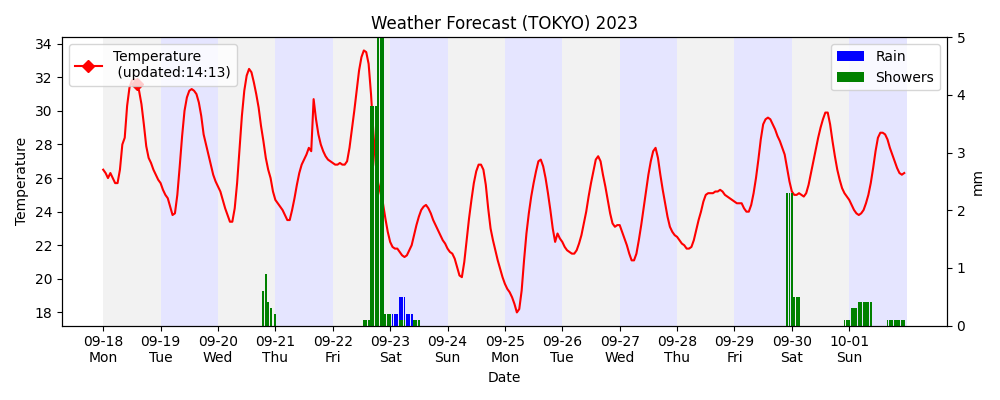 Weather Forecast (TOKYO) 2023
Temperature
(updated:14:13)
Rain
Showers
Temperature
34
32
30
28
26
24
22
20
18
5
4
3
2
1
0
mm
09-18 09-19 09-20 09-21 09-22 09-23 09-24 09-25 09-26 09-27 09-28 09-29 09-30 10-01
Mon Tue Wed Thu Fri Sat Sun Mon Tue Wed Thu Fri Sat Sun
Date